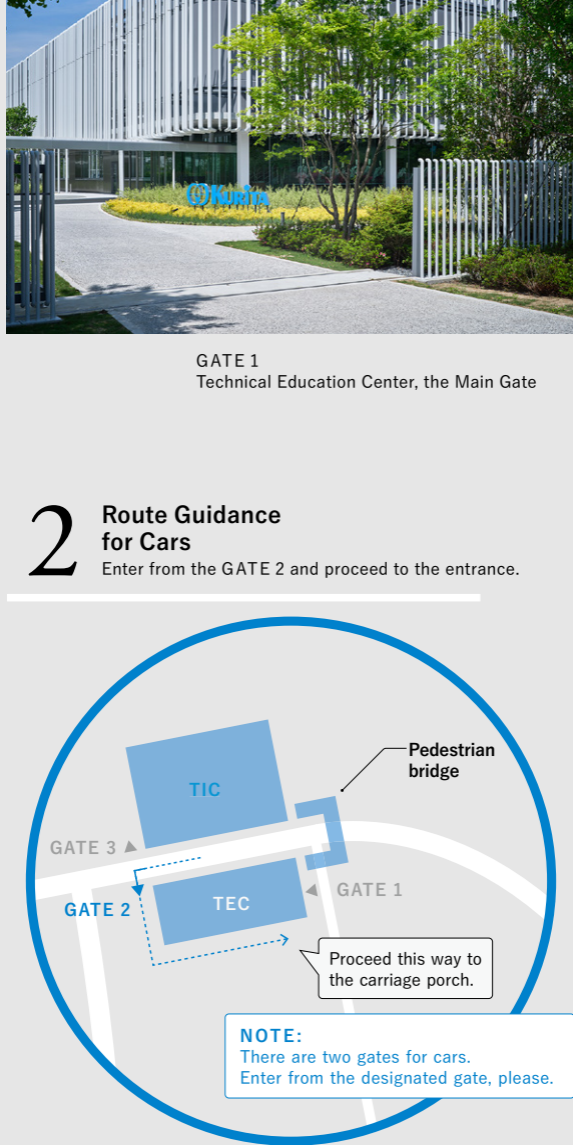 KURITA
GATE 1
Technical Education Center, the Main Gate
2
Route Guidance
for Cars
Enter from the GATE 2 and proceed to the entrance.
Pedestrian
bridge
TIC
GATE 3
GATE 1
GATE 2
TEC
Proceed this way to
the carriage porch.
NOTE:
There are two gates for cars.
Enter from the designated gate, please.